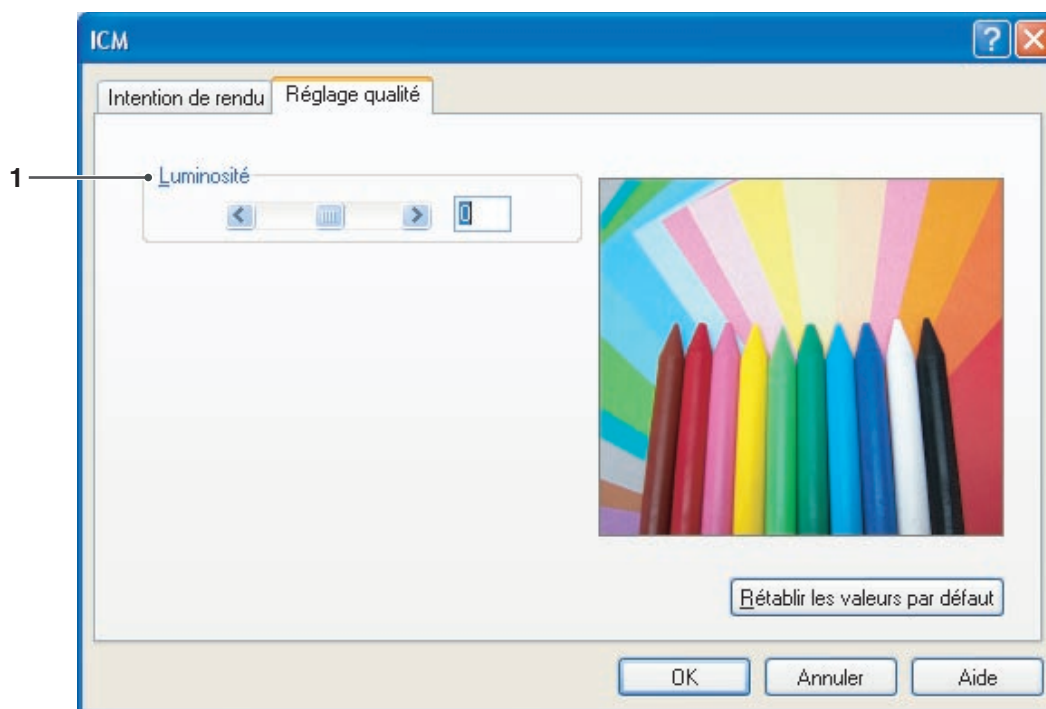 ICM
Intention de rendu
Réglage qualité
1
Luminosité
0
Rétablir les valeurs par défaut
OK
Annuler
Aide